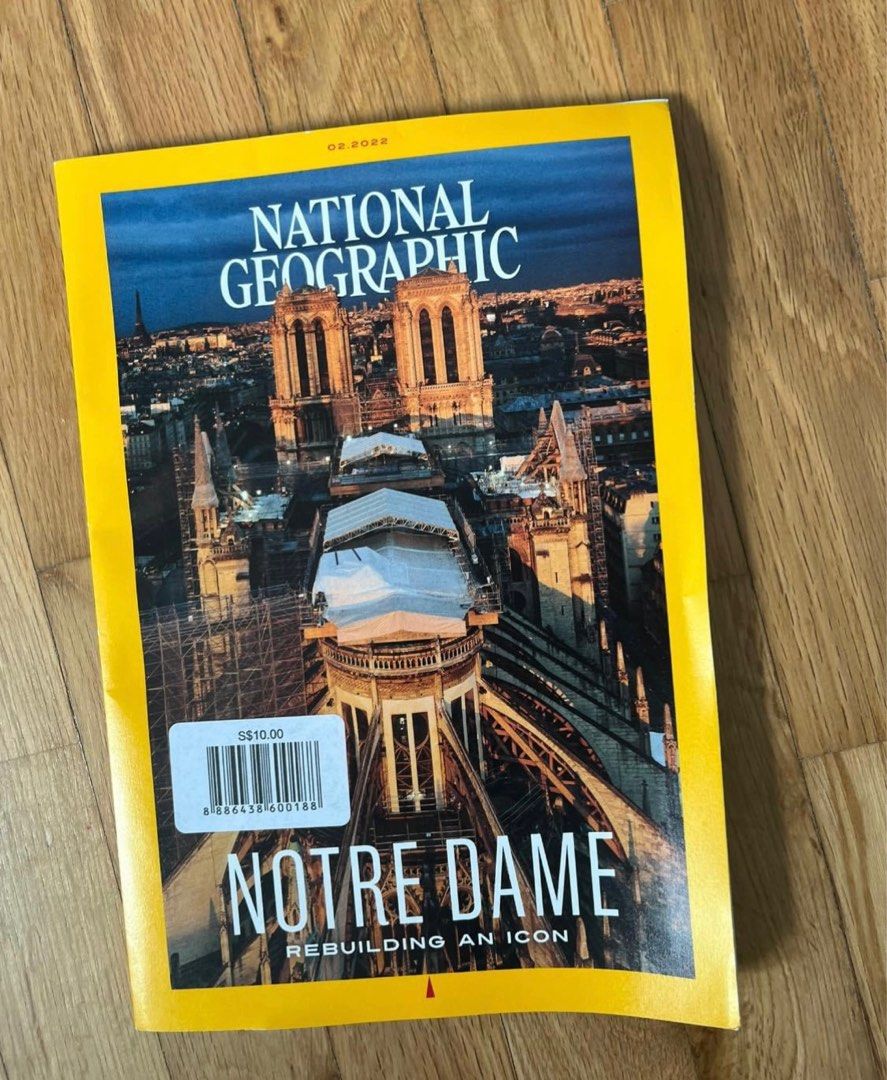 02.2022
NATIONAL
GEOGRAPHIC
S$10.00
8 886438 600188
NOTRE DAME
REBUILDING AN ICON